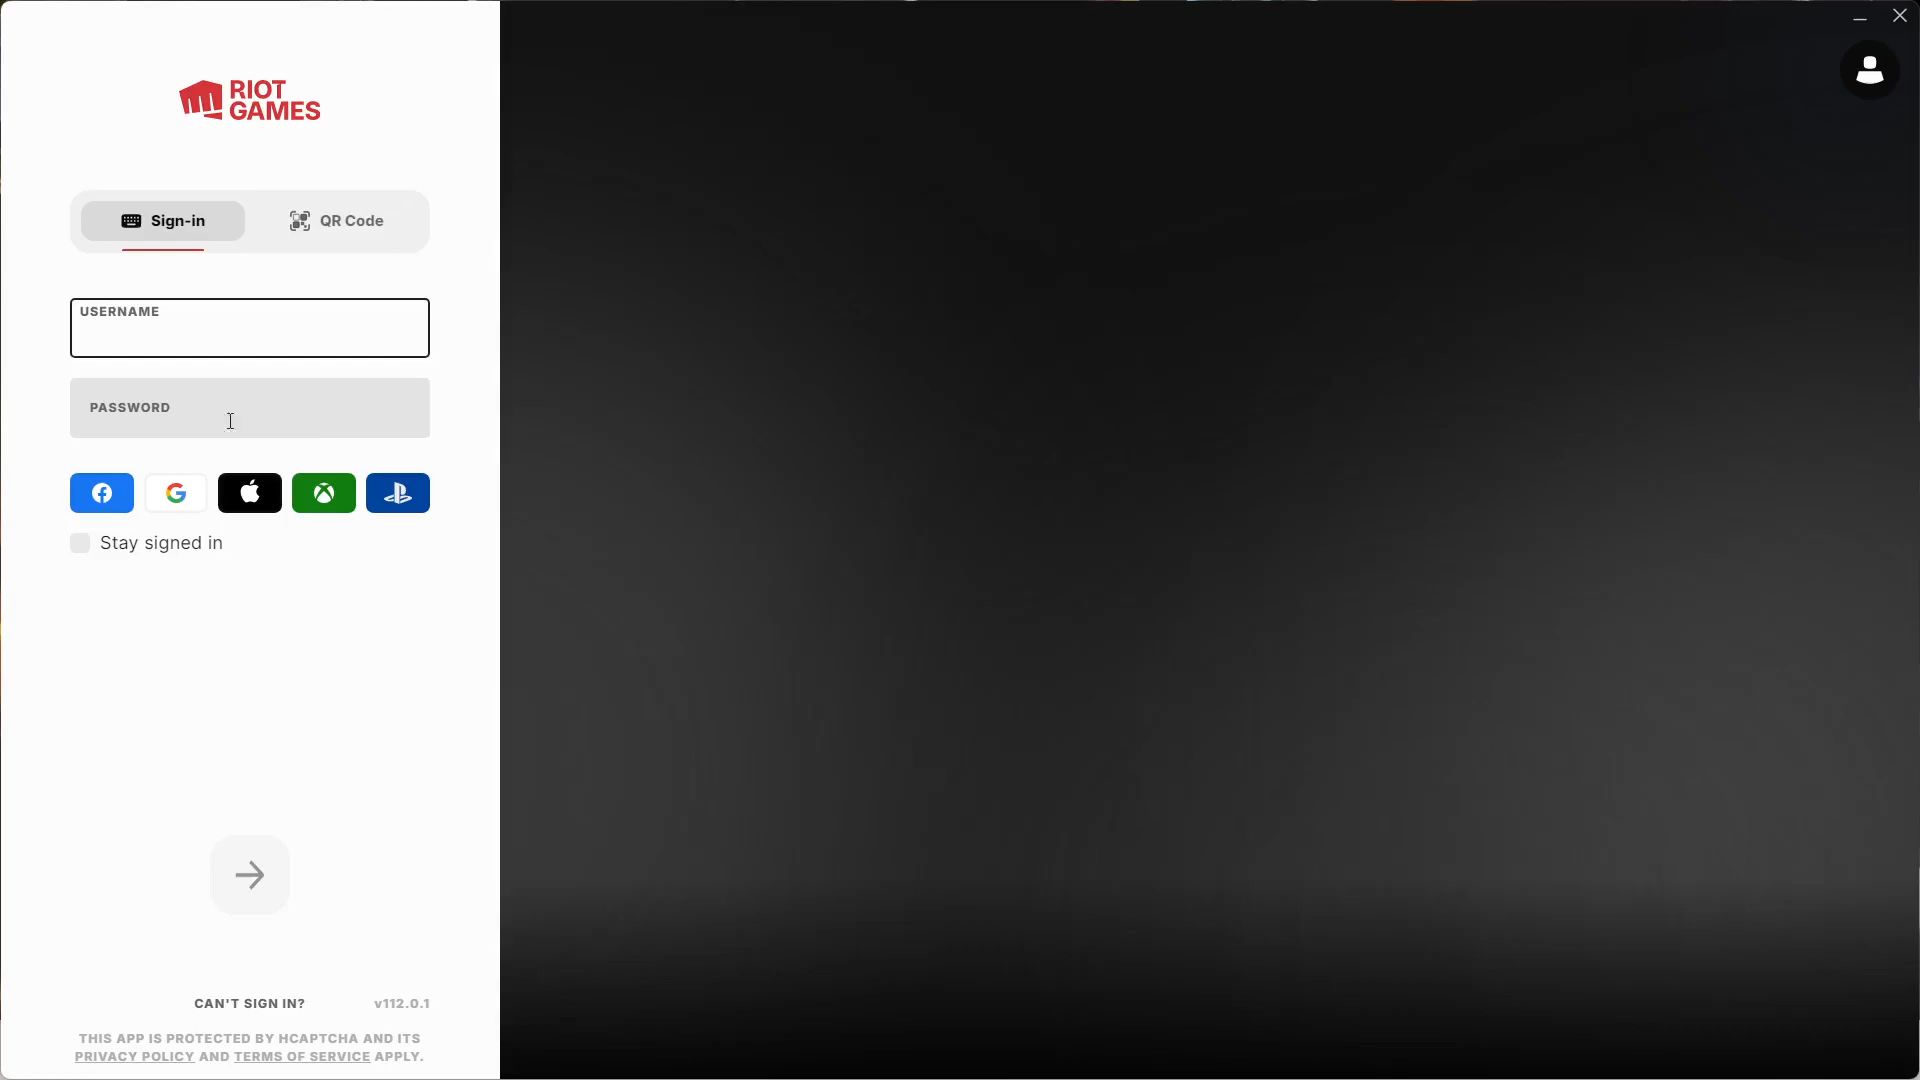 RIOT
GAMES
Sign-in
QR Code
USERNAME
PASSWORD
Stay signed in
CAN'T SIGN IN?
v112.0.1
THIS APP IS PROTECTED BY HCAPTCHA AND ITS
PRIVACY POLICY AND TERMS OF SERVICE APPLY.